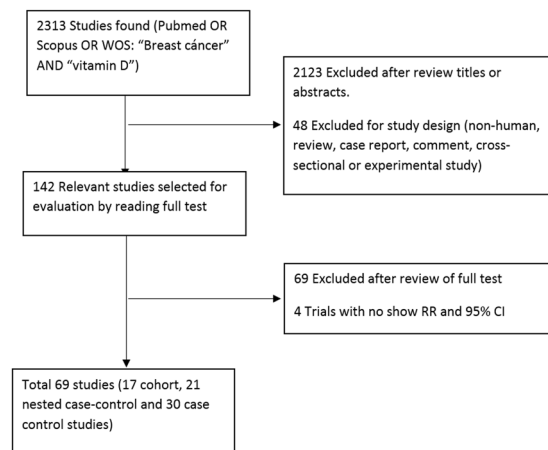 2313 Studies found (Pubmed OR
Scopus OR WOS: “Breast cáncer”
AND “vitamin D”)
2123 Excluded after review titles or
abstracts.
48 Excluded for study design (non-human,
review, case report, comment, cross-
sectional or experimental study)
142 Relevant studies selected for
evaluation by reading full test
69 Excluded after review of full test
4 Trials with no show RR and 95% CI
Total 69 studies (17 cohort, 21
nested case-control and 30 case
control studies)